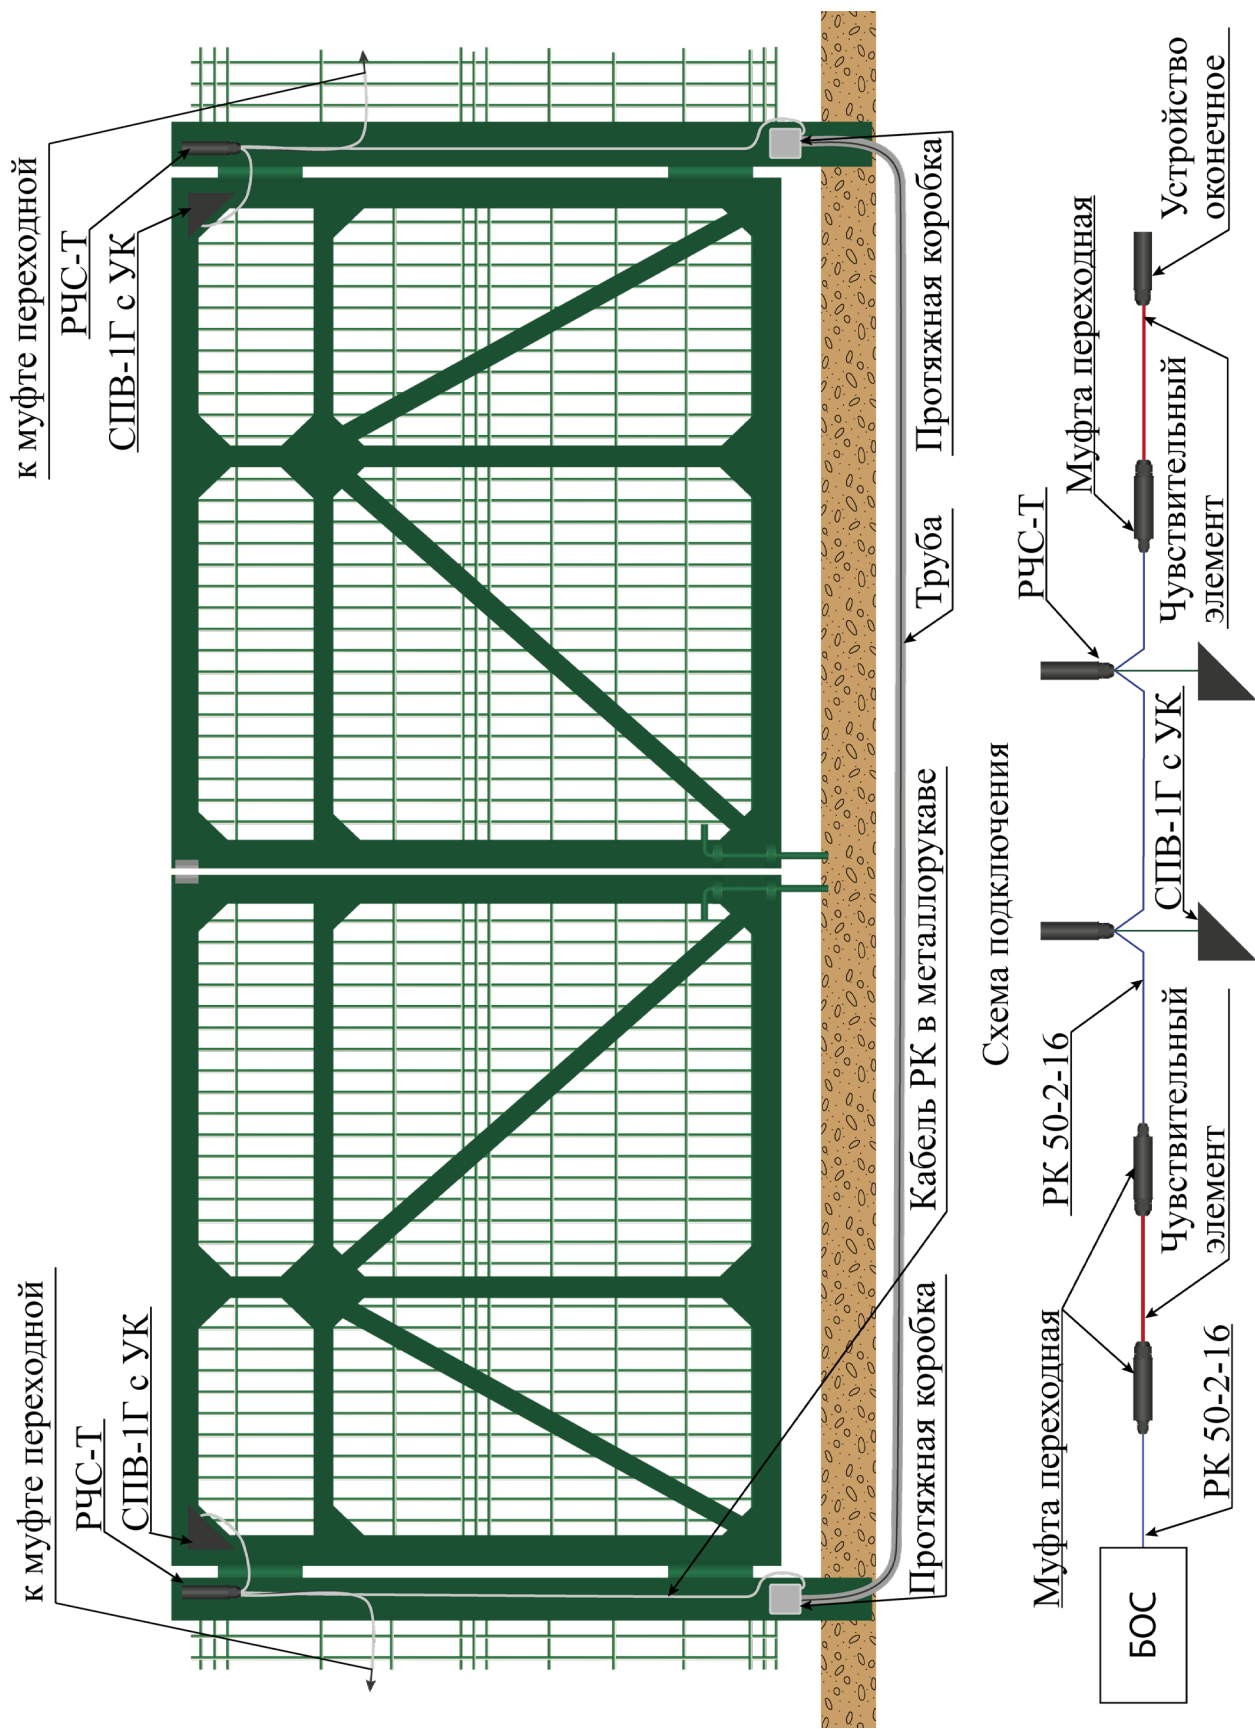 к муфте переходной
РЧС-Т
СПВ-1Г с УК
к муфте переходной
РЧС-Т
СПВ-1Г с УК
Протяжная коробка
Кабель РК в металлорукаве
Труба
Протяжная коробка
Схема подключения
Муфта переходная
РК 50-2-16
РЧС-Т
Муфта переходная
Устройство
оконечное
БОС
РК 50-2-16
Чувствительный
элемент
СПВ-1Г с УК
Чувствительный
элемент